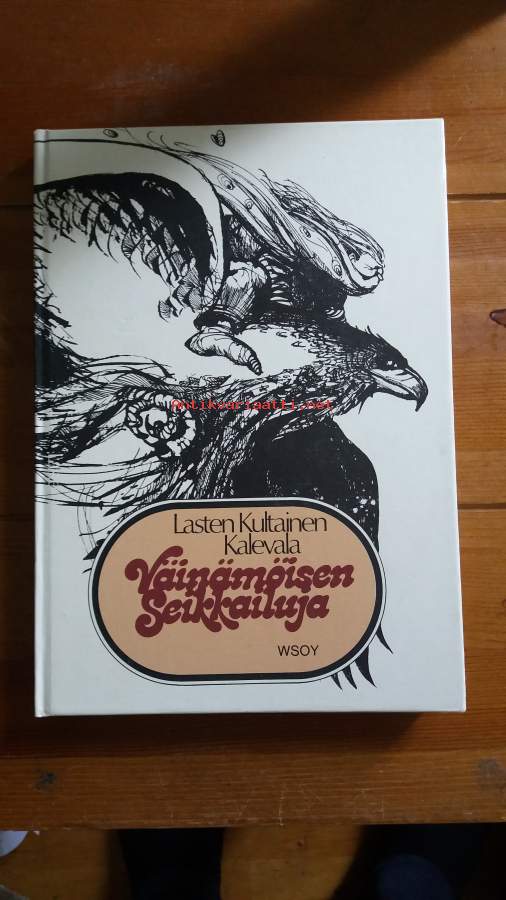 Antikvariaatti.net
Lasten Kultainen
Kalevala
Väinämöisen
Seikkailuja
WSOY